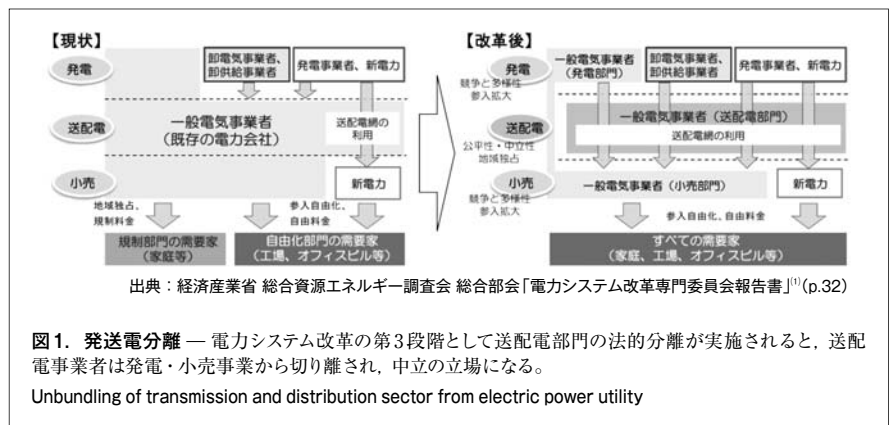 【現状】
発電
卸電気事業者、
卸供給事業者
発電事業者、新電力
送配電
一般電気事業者
(既存の電力会社)
送配電網の
利用
小売
新電力
地域独占、
規制料金
参入自由化、
自由料金
規制部門の需要家
(家庭等)
自由化部門の需要家
(工場、オフィスビル等)
【改革後】
発電
競争と多様性
参入拡大
一般電気事業者
(発電部門)
卸電気事業者、
卸供給事業者
発電事業者、新電力
送配電
公平性・中立性
地域独占
一般電気事業者(送配電部門)
送配電網の利用
小売
競争と多様性
参入拡大
一般電気事業者(小売部門)
新電力
参入自由化、自由料金
すべての需要家
(家庭、工場、オフィスビル等)
出典:経済産業省 総合資源エネルギー調査会 総合部会「電力システム改革専門委員会報告書」(1)(p.32)
図1. 発送電分離 — 電力システム改革の第3段階として送配電部門の法的分離が実施されると,送配
電事業者は発電・小売事業から切り離され,中立の立場になる。
Unbundling of transmission and distribution sector from electric power utility